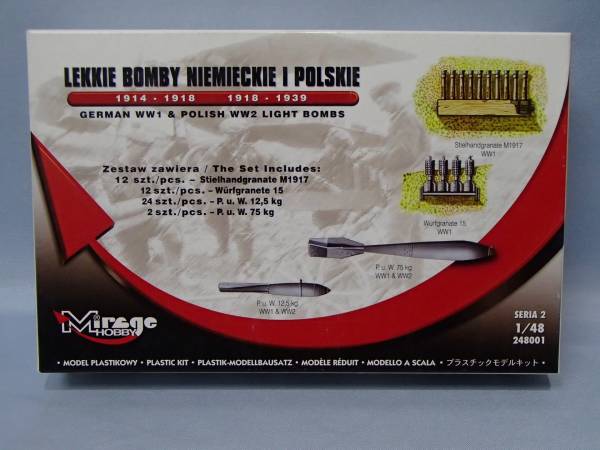 LEKKIE BOMBY NIEMIECKIE I POLSKIE
1914 - 1918 1918 - 1939
GERMAN WW1 & POLISH WW2 LIGHT BOMBS
Zestaw zawiera / The Set Includes:
12 szt./pcs. – Stielhandgranate M1917
12 szt./pcs. – Würfgranete 15
24 szt./pcs. – P. u. W. 12,5 kg
2 szt./pcs. – P. u. W. 75 kg
Stielhandgranate M1917
WW1
Würfgranate 15
WW1
P. u. W. 75 kg
WW1 & WW2
P. u. W. 12,5 kg
WW1 & WW2
Mirage
HOBBY
SERIA 2
1/48
248001
• MODEL PLASTIKOWY • PLASTIC KIT • PLASTIK-MODELLBAUSATZ • MODÈLE RÉDUIT • MODELLO A SCALA • プラスチックモデルキット •